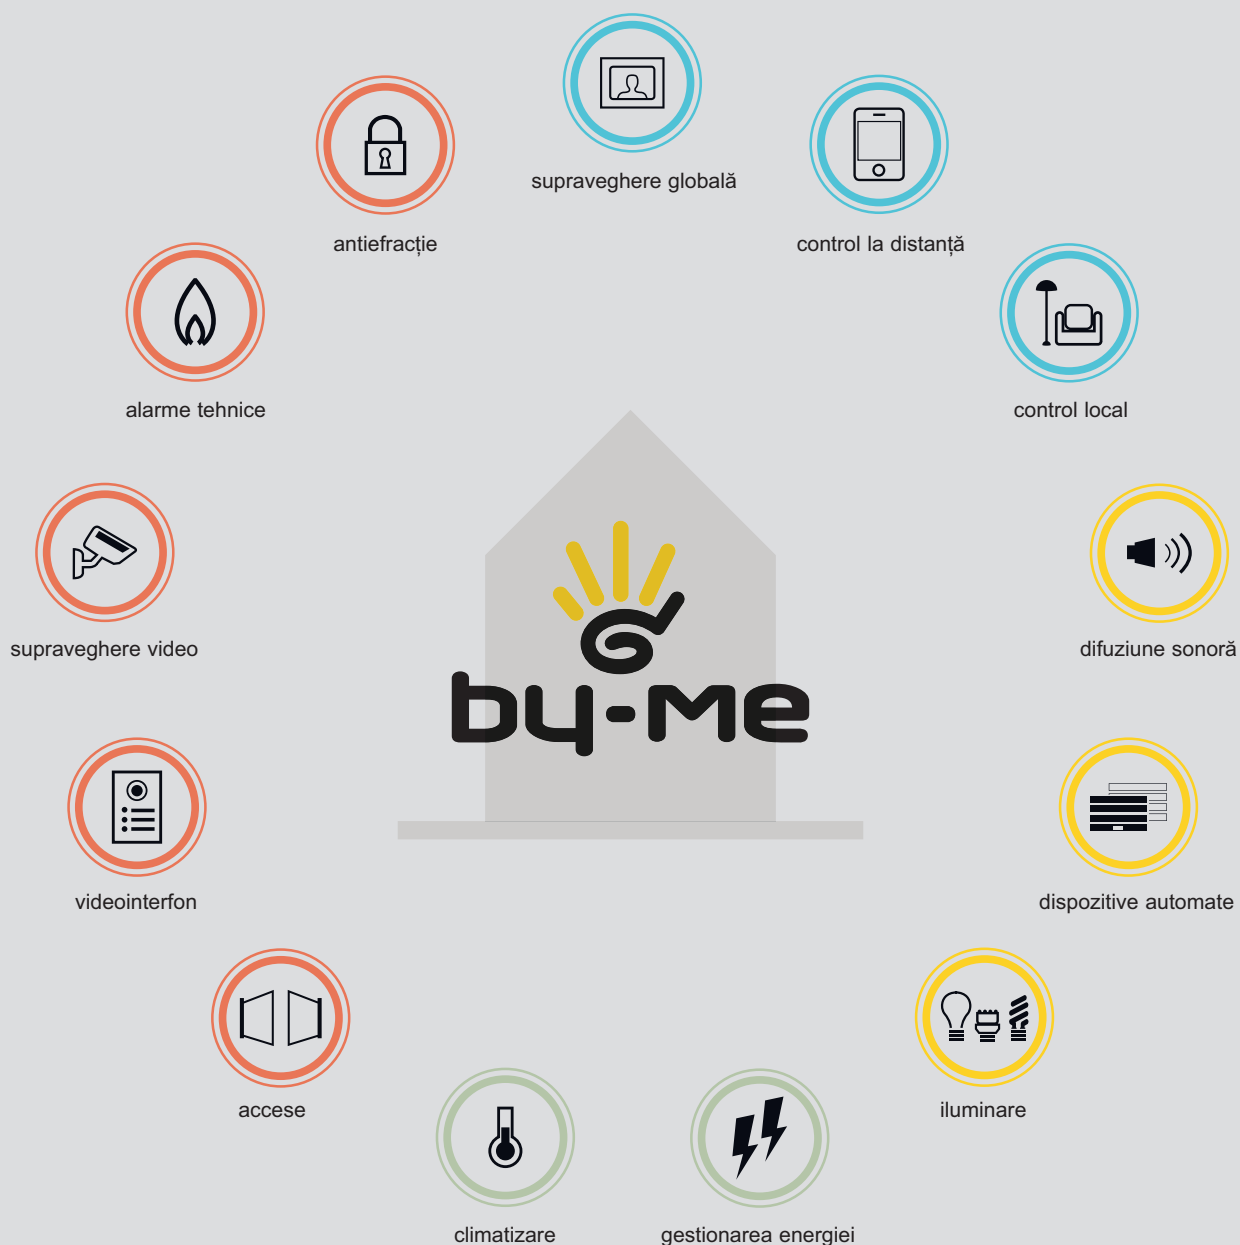 supraveghere globală
antiefracție
control la distanță
alarme tehnice
control local
by-me
supraveghere video
difuziune sonoră
videointerfon
dispozitive automate
accese
iluminare
climatizare
gestionarea energiei